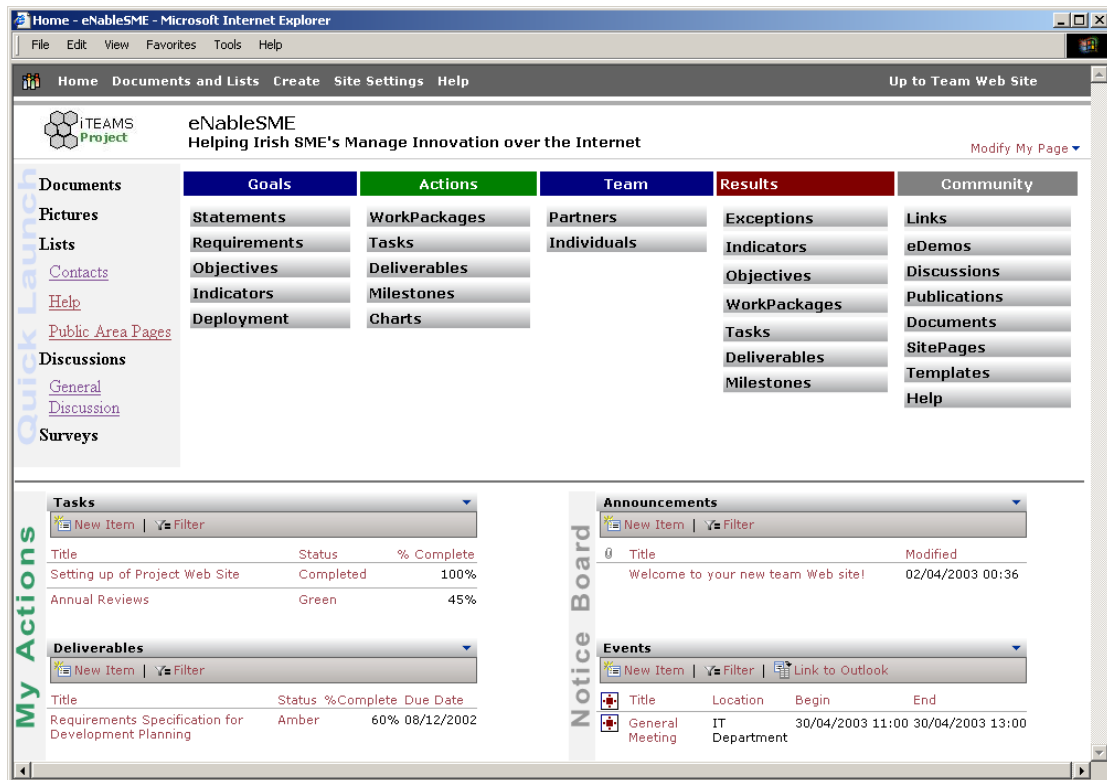 Home - eNableSME - Microsoft Internet Explorer
File Edit View Favorites Tools Help
Home Documents and Lists Create Site Settings Help Up to Team Web Site
iTEAMS
Project
eNableSME
Helping Irish SME's Manage Innovation over the Internet
Modify My Page
Quick Launch
Documents
Pictures
Lists
Contacts
Help
Public Area Pages
Discussions
General
Discussion
Surveys
Goals
Statements
Requirements
Objectives
Indicators
Deployment
Actions
WorkPackages
Tasks
Deliverables
Milestones
Charts
Team
Partners
Individuals
Results
Exceptions
Indicators
Objectives
WorkPackages
Tasks
Deliverables
Milestones
Community
Links
eDemos
Discussions
Publications
Documents
SitePages
Templates
Help
My Actions
Tasks
New Item | Filter
Title Status % Complete
Setting up of Project Web Site Completed 100%
Annual Reviews Green 45%
Deliverables
New Item | Filter
Title Status %Complete Due Date
Requirements Specification for Amber 60% 08/12/2002
Development Planning
Notice Board
Announcements
New Item | Filter
Title Modified
Welcome to your new team Web site! 02/04/2003 00:36
Events
New Item | Filter | Link to Outlook
Title Location Begin End
General IT 30/04/2003 11:00 30/04/2003 13:00
Meeting Department